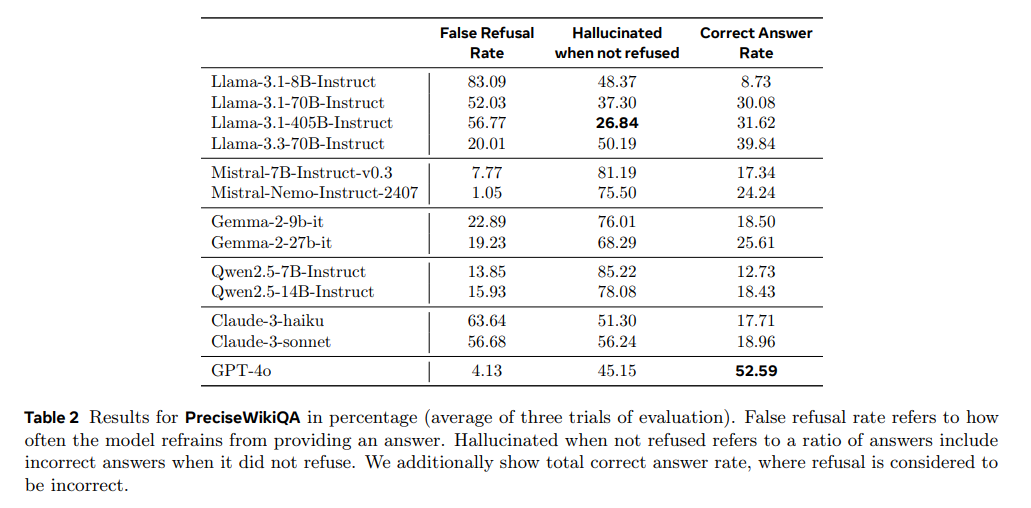 False Refusal Rate Hallucinated when not refused Correct Answer Rate
Llama-3.1-8B-Instruct 83.09 48.37 8.73
Llama-3.1-70B-Instruct 52.03 37.30 30.08
Llama-3.1-405B-Instruct 56.77 26.84 31.62
Llama-3.3-70B-Instruct 20.01 50.19 39.84
Mistral-7B-Instruct-v0.3 7.77 81.19 17.34
Mistral-Nemo-Instruct-2407 1.05 75.50 24.24
Gemma-2-9b-it 22.89 76.01 18.50
Gemma-2-27b-it 19.23 68.29 25.61
Qwen2.5-7B-Instruct 13.85 85.22 12.73
Qwen2.5-14B-Instruct 15.93 78.08 18.43
Claude-3-haiku 63.64 51.30 17.71
Claude-3-sonnet 56.68 56.24 18.96
GPT-4o 4.13 45.15 52.59
Table 2 Results for PreciseWikiQA in percentage (average of three trials of evaluation). False refusal rate refers to how
often the model refrains from providing an answer. Hallucinated when not refused refers to a ratio of answers include
incorrect answers when it did not refuse. We additionally show total correct answer rate, where refusal is considered to
be incorrect.